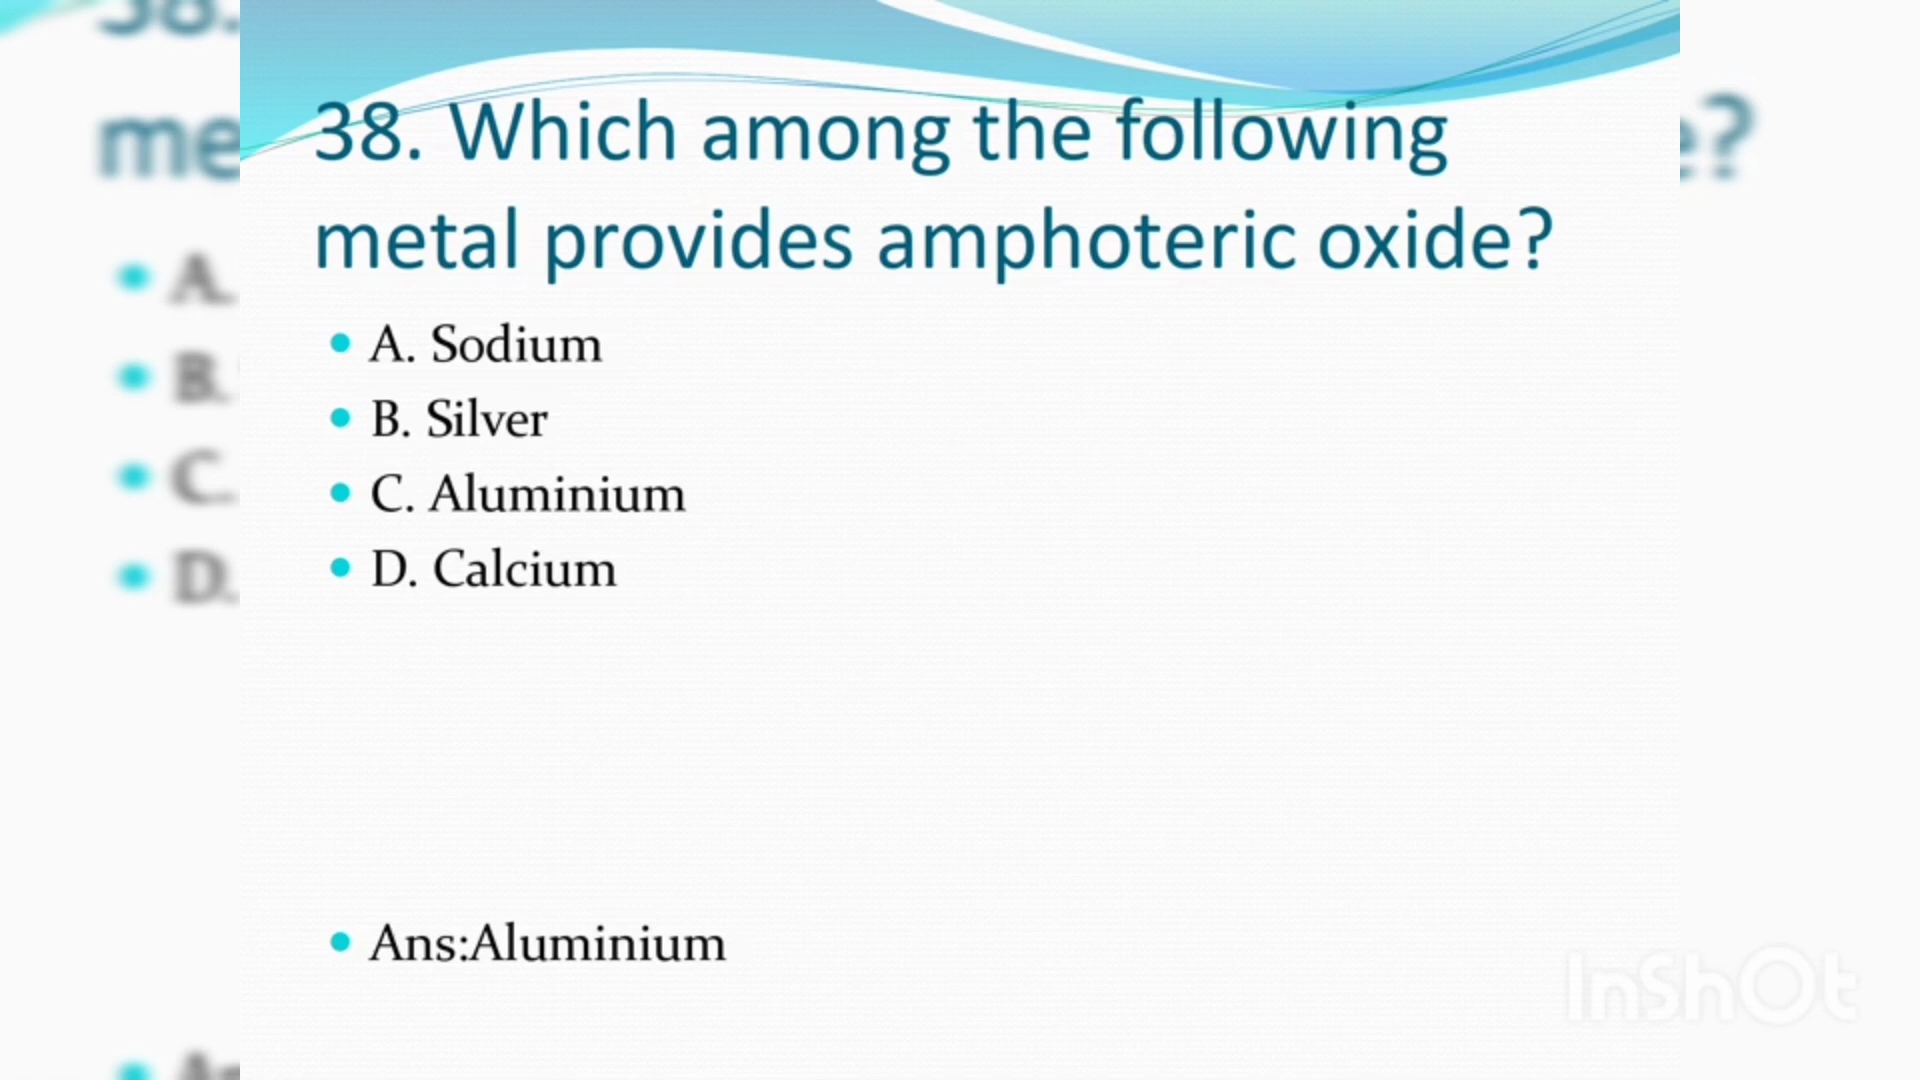 38. Which among the following
metal provides amphoteric oxide?
• A. Sodium
• B. Silver
• C. Aluminium
• D. Calcium
• Ans:Aluminium
InShOt